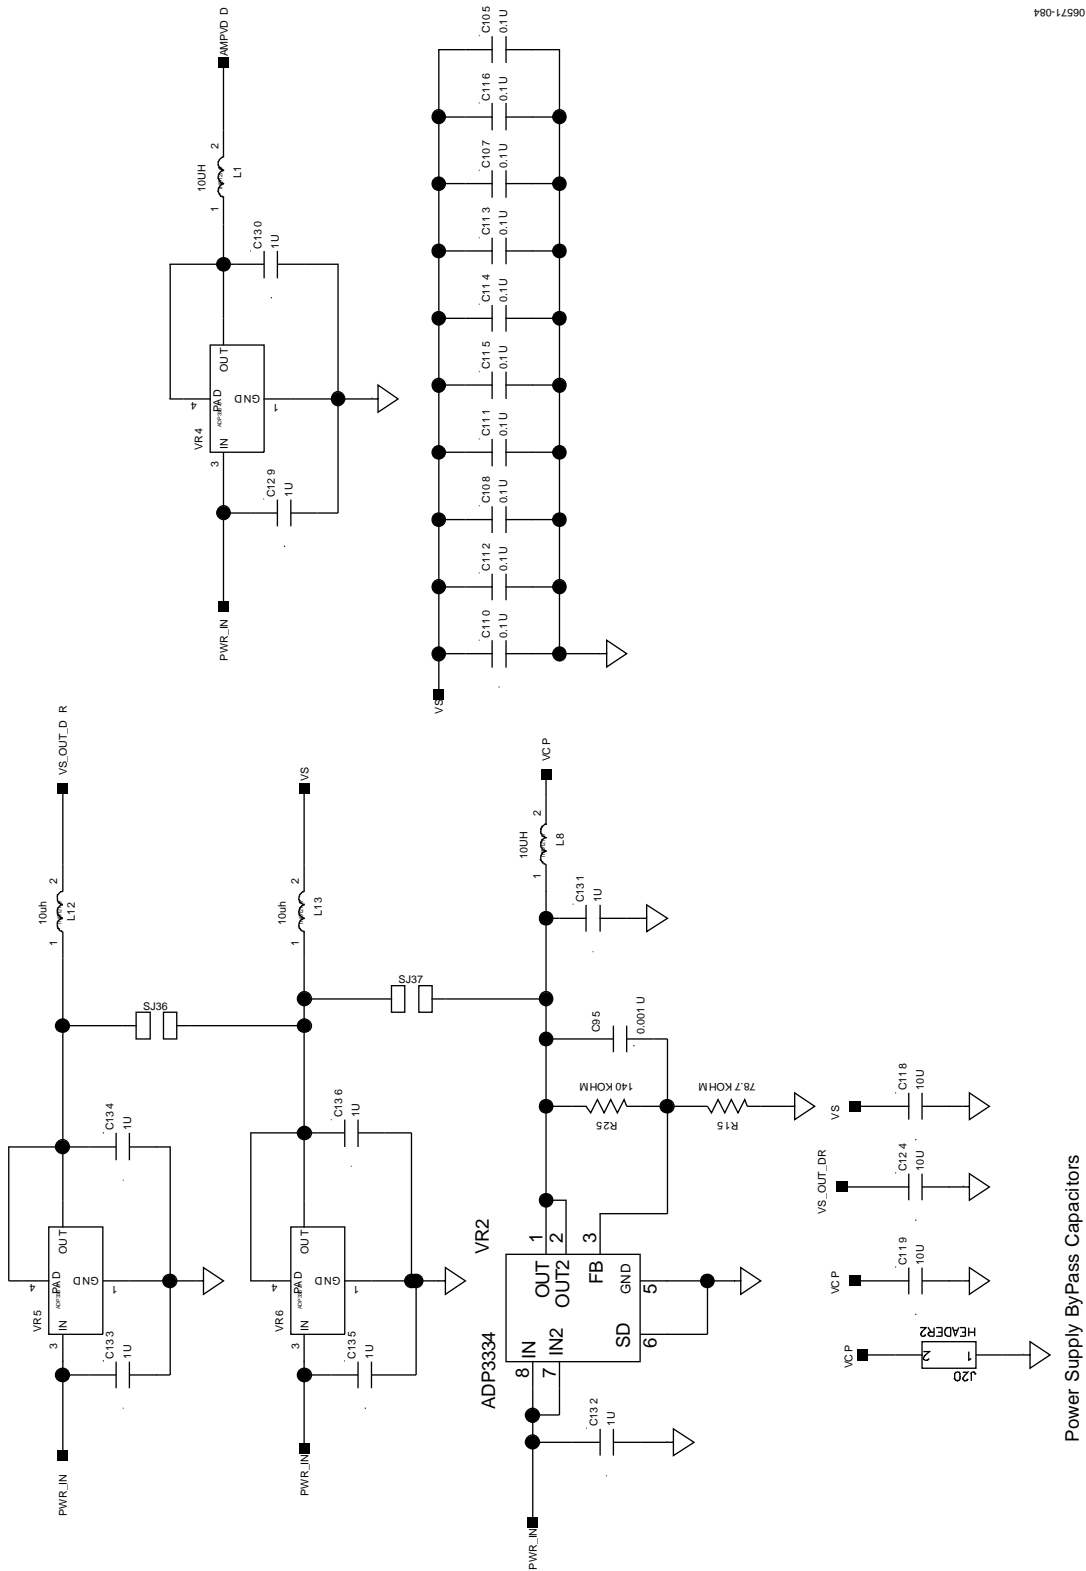 PWR_IN
VR5
3
IN
OUT
PAD
4
GND
1
C133
1U
C134
1U
SJ36
1
10uh
L12
2
VS_OUT_DR
PWR_IN
VR6
3
IN
OUT
PAD
4
GND
1
C135
1U
C136
1U
SJ37
1
10uh
L13
2
VS
PWR_IN
C132
1U
ADP3334
VR2
8
IN
7
IN2
OUT
1
OUT2
2
FB
3
GND
5
SD
6
R25
140 KOHM
C95
0.001U
R15
78.7 KOHM
C131
1U
1
10UH
L8
2
VCP
PWR_IN
VR4
3
IN
OUT
PAD
4
GND
1
C129
1U
C130
1U
1
10UH
L1
2
AMPVDD
VS
C110
0.1U
C112
0.1U
C108
0.1U
C111
0.1U
C115
0.1U
C114
0.1U
C113
0.1U
C107
0.1U
C116
0.1U
C105
0.1U
VCP
J20
2
1
HEADER2
VCP
C119
10U
VS_OUT_DR
C124
10U
VS
C118
10U
Power Supply ByPass Capacitors
06571-084